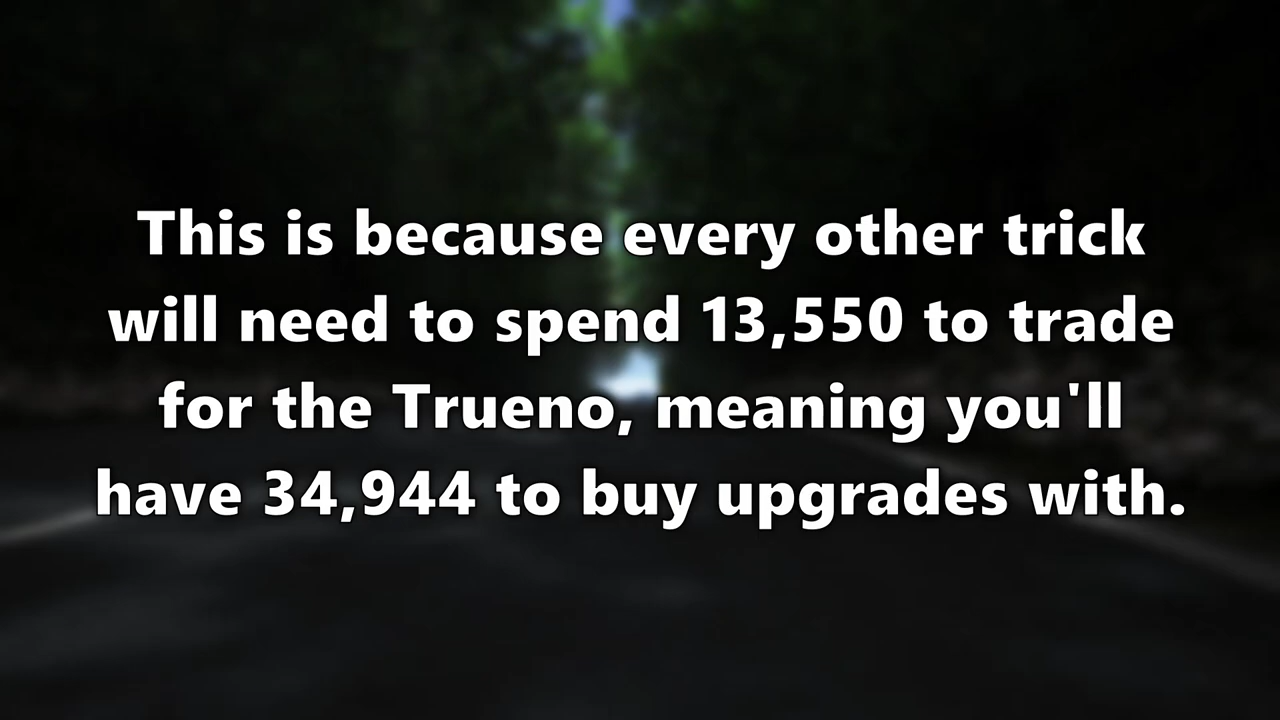 This is because every other trick
will need to spend 13,550 to trade
for the Trueno, meaning you'll
have 34,944 to buy upgrades with.